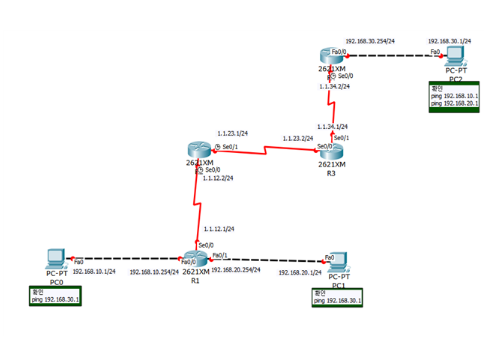 192.168.30.254/24
192.168.30.1/24
Fa0/0
Fa0
2621XM
Se0/0
PC-PT
PC2
1.1.34.2/24
확인
ping 192.168.10.1
ping 192.168.20.1
1.1.34.1/24
1.1.23.1/24
1.1.23.2/24
Se0/1
Se0/1
Se0/0
2621XM
2621XM
R3
Se0/0
1.1.12.2/24
1.1.12.1/24
Se0/0
Fa0/1
Fa0
Fa0
Fa0/0
192.168.10.1/24
192.168.10.254/24
2621XM
192.168.20.254/24
192.168.20.1/24
PC-PT
PC0
R1
PC-PT
PC1
확인
ping 192.168.30.1
확인
ping 192.168.30.1